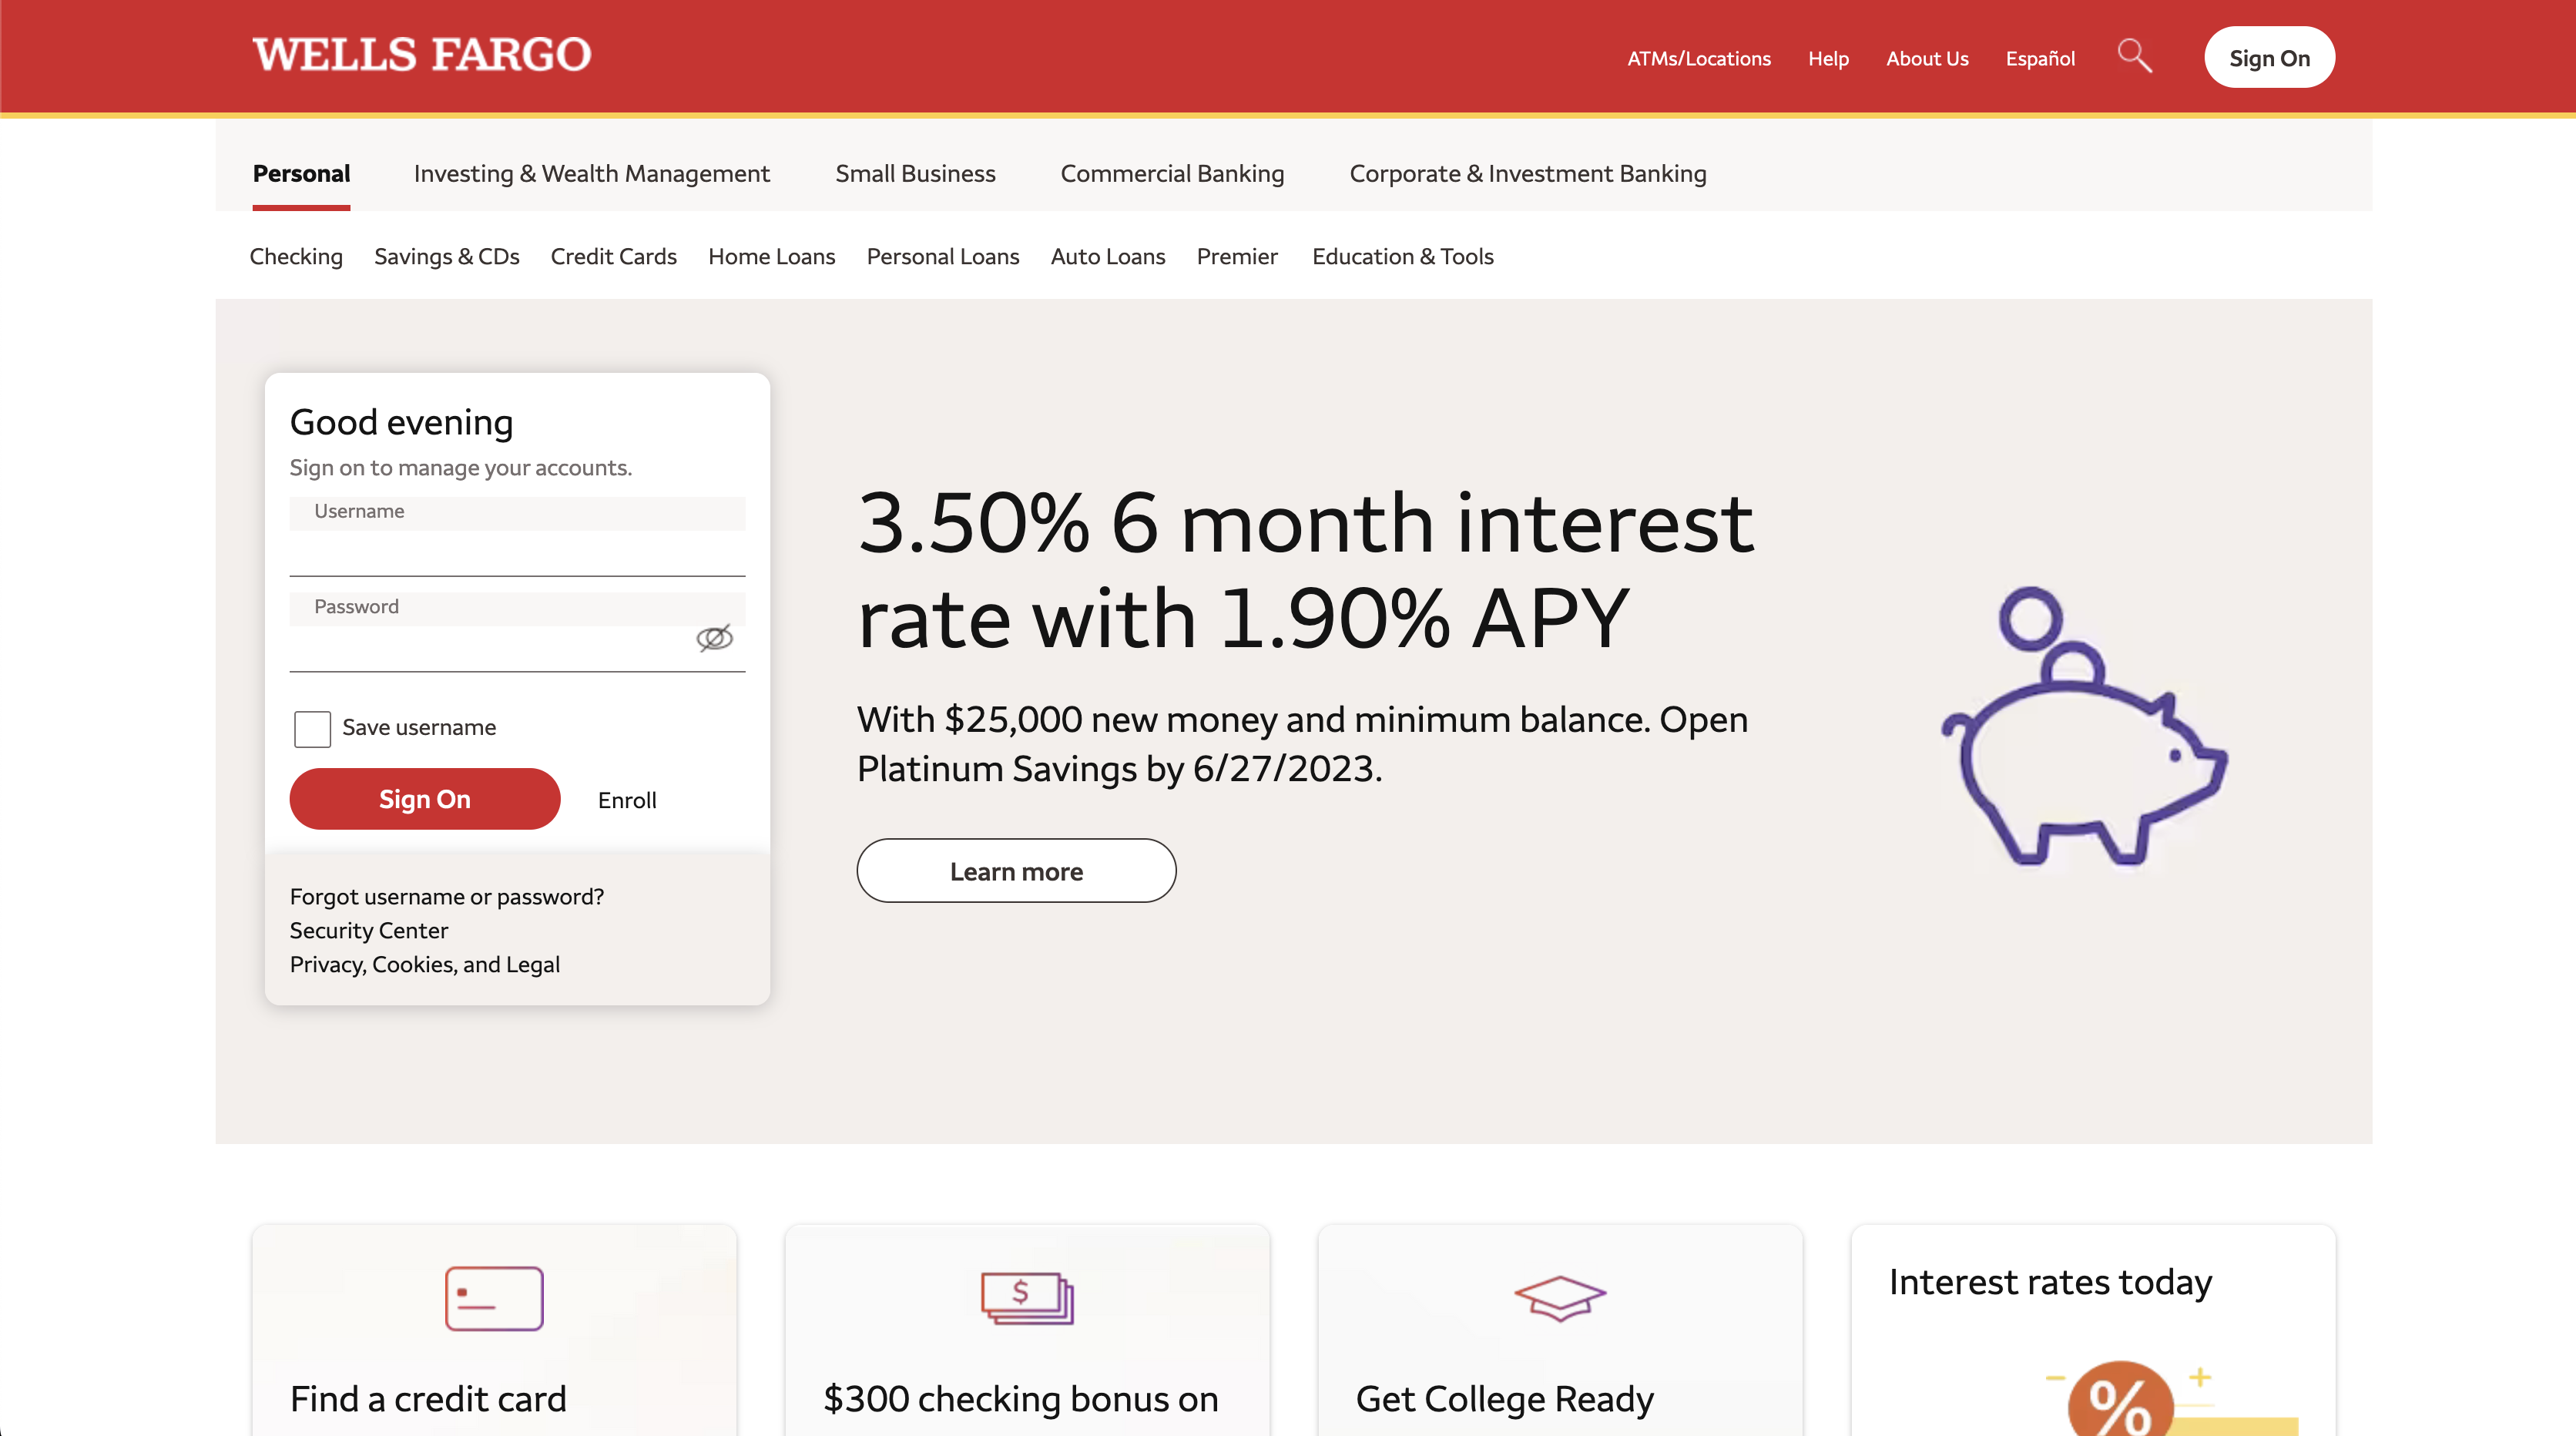 WELLS FARGO
ATMs/Locations Help About Us Español Sign On
Personal Investing & Wealth Management Small Business Commercial Banking Corporate & Investment Banking
Checking Savings & CDs Credit Cards Home Loans Personal Loans Auto Loans Premier Education & Tools
Good evening
Sign on to manage your accounts.
Username
Password
Save username
Sign On Enroll
Forgot username or password?
Security Center
Privacy, Cookies, and Legal
3.50% 6 month interest
rate with 1.90% APY
With $25,000 new money and minimum balance. Open
Platinum Savings by 6/27/2023.
Learn more
Find a credit card
$
$300 checking bonus on
Get College Ready
Interest rates today
%